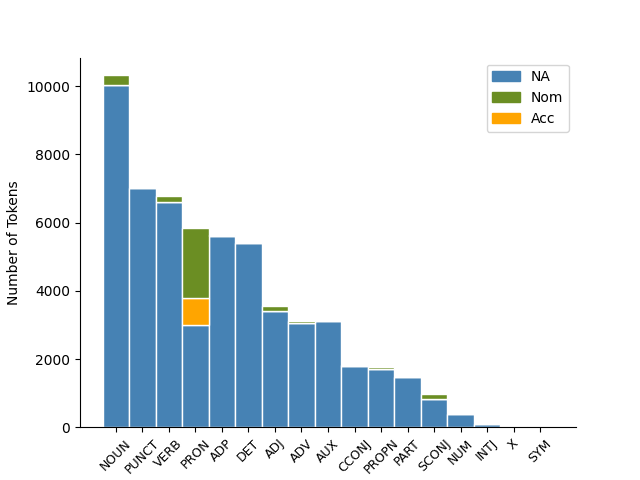 NA
Nom
Acc
Number of Tokens
10000
8000
6000
4000
2000
0
NOUN
PUNCT
VERB
PRON
ADP
DET
ADJ
ADV
AUX
CCONJ
PROPN
PART
SCONJ
NUM
INTJ
X
SYM